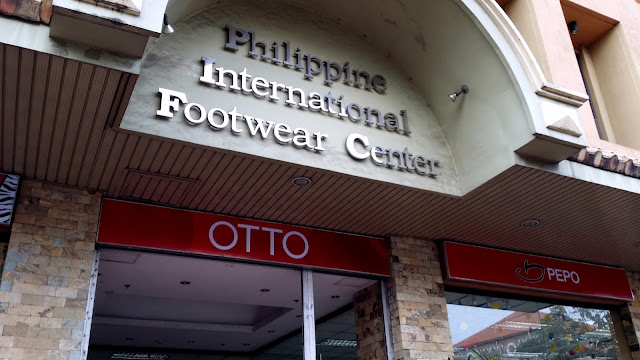 Philippine
International
Footwear Center
OTTO
PEPO